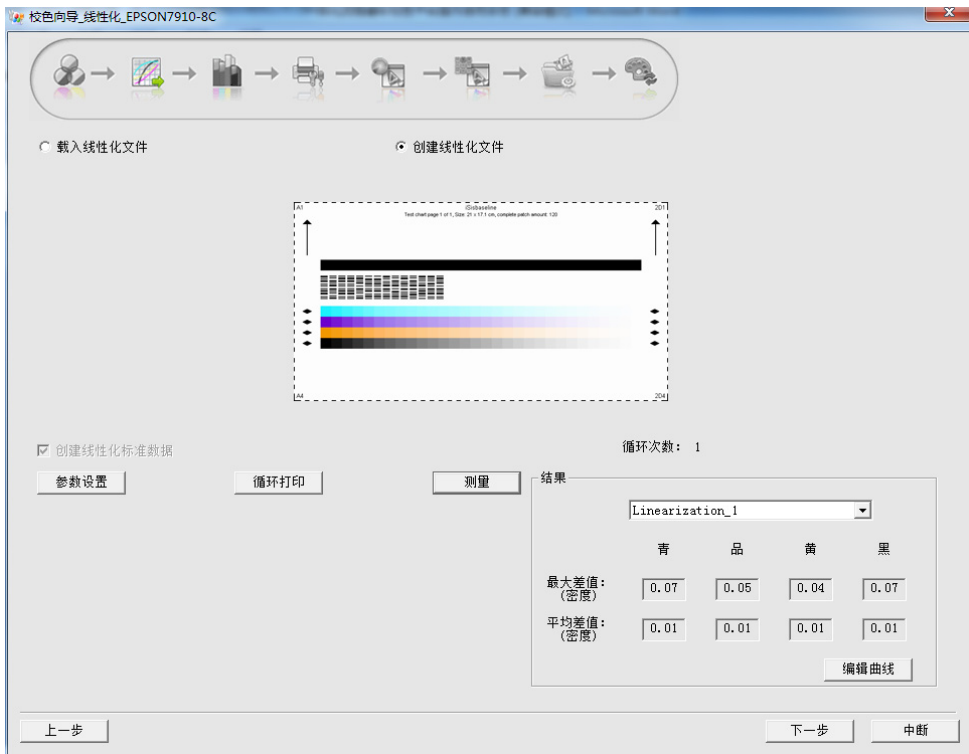 校色向导_线性化_EPSON7910-8C
载入线性化文件
创建线性化文件
A1
iSisbaseline
2D1
Test chart page 1 of 1, Size: 21 x 17.1 cm, complete patch amount: 120
A4
2D4
创建线性化标准数据
循环次数: 1
参数设置
循环打印
测量
结果
Linearization_1
青 品 黄 黑
最大差值:
(密度)
0.07 0.05 0.04 0.07
平均差值:
(密度)
0.01 0.01 0.01 0.01
编辑曲线
上一步
下一步
中断